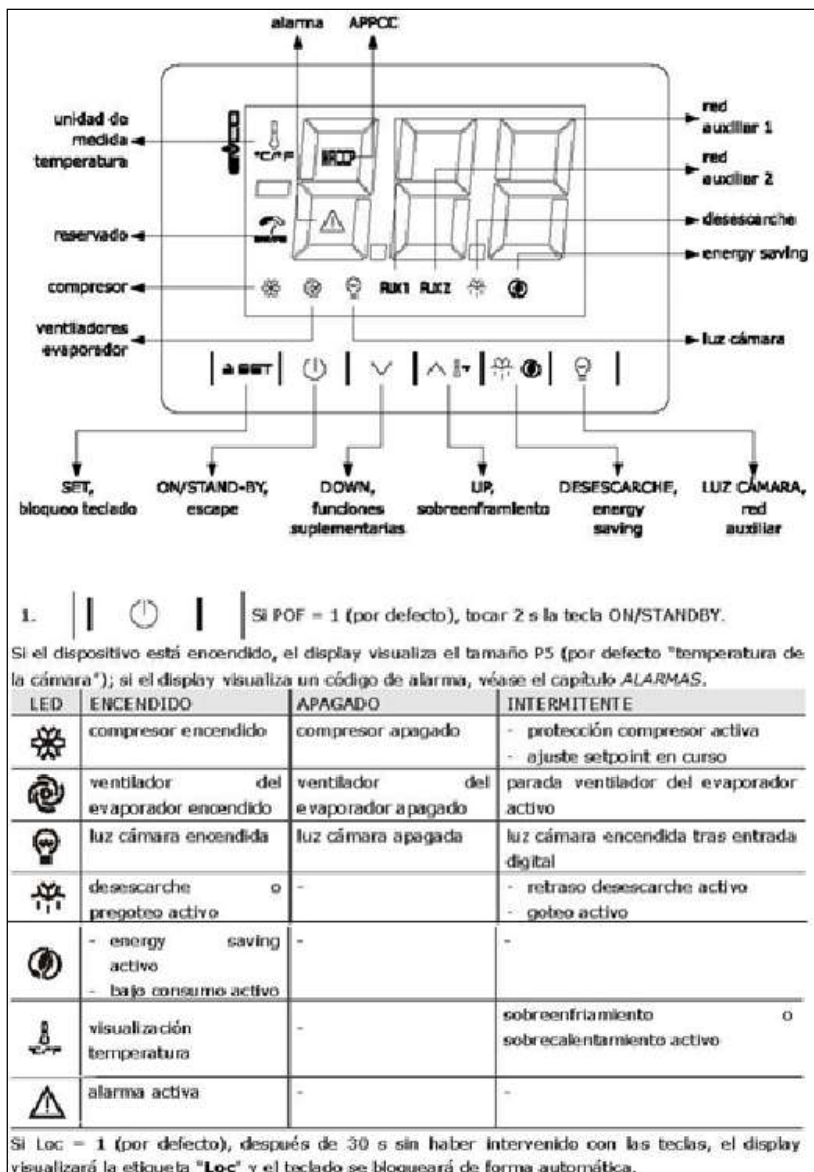 alarma APPCC
unidad de
medida
temperatura
°C/°F
HACCP
red
auxiliar 1
red
auxiliar 2
reservado
desescarche
energy saving
compresor
AUX1 AUX2
ventiladores
evaporador
luz cámara
SET
SET,
bloqueo teclado
ON/STAND-BY,
escape
DOWN,
funciones
suplementarias
UP,
sobreenframiento
DESESCARCHE,
energy
saving
LUZ CÁMARA,
red
auxiliar
1. Si POF = 1 (por defecto), tocar 2 s la tecla ON/STANDBY.
Si el dispositivo está encendido, el display visualiza el tamaño P5 (por defecto "temperatura de
la cámara"); si el display visualiza un código de alarma, véase el capítulo ALARMAS.
LED ENCENDIDO APAGADO INTERMITENTE
compresor encendido compresor apagado - protección compresor activa
- ajuste setpoint en curso
ventilador del ventilador del parada ventilador del evaporador
evaporador encendido evaporador apagado activo
luz cámara encendida luz cámara apagada luz cámara encendida tras entrada
digital
desescarche o - - retraso desescarche activo
pregoteo activo - goteo activo
- energy saving - -
activo
- bajo consumo activo
°C/°F visualización - sobreenfriamiento o
temperatura sobrecalentamiento activo
alarma activa - -
Si Loc = 1 (por defecto), después de 30 s sin haber intervenido con las teclas, el display
visualizará la etiqueta "Loc" y el teclado se bloqueará de forma automática.